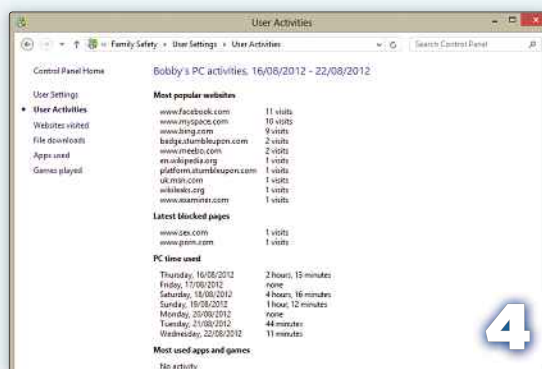 User Activities
« Family Safety › User Settings › User Activities
Search Control Panel
Control Panel Home
User Settings
User Activities
Websites visited
File downloads
Apps used
Games played
Bobby's PC activities, 16/08/2012 - 22/08/2012
Most popular websites
www.facebook.com 11 visits
www.myspace.com 10 visits
www.bing.com 9 visits
badge.stumbleupon.com 2 visits
www.meebo.com 2 visits
en.wikipedia.org 1 visits
platform.stumbleupon.com 1 visits
uk.msn.com 1 visits
wikileaks.org 1 visits
www.examiner.com 1 visits
Latest blocked pages
www.sex.com 1 visits
www.porn.com 1 visits
PC time used
Thursday, 16/08/2012 2 hours, 13 minutes
Friday, 17/08/2012 none
Saturday, 18/08/2012 4 hours, 16 minutes
Sunday, 19/08/2012 1 hour, 12 minutes
Monday, 20/08/2012 none
Tuesday, 21/08/2012 44 minutes
Wednesday, 22/08/2012 11 minutes
Most used apps and games
No activity
4